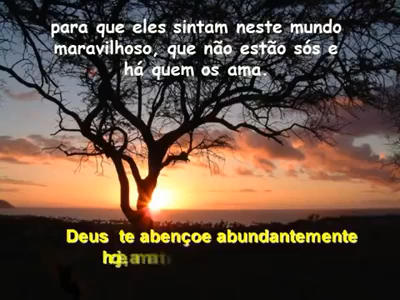 para que eles sintam neste mundo
maravilhoso, que não estão sós e
há quem os ama.
Deus te abençoe abundantemente